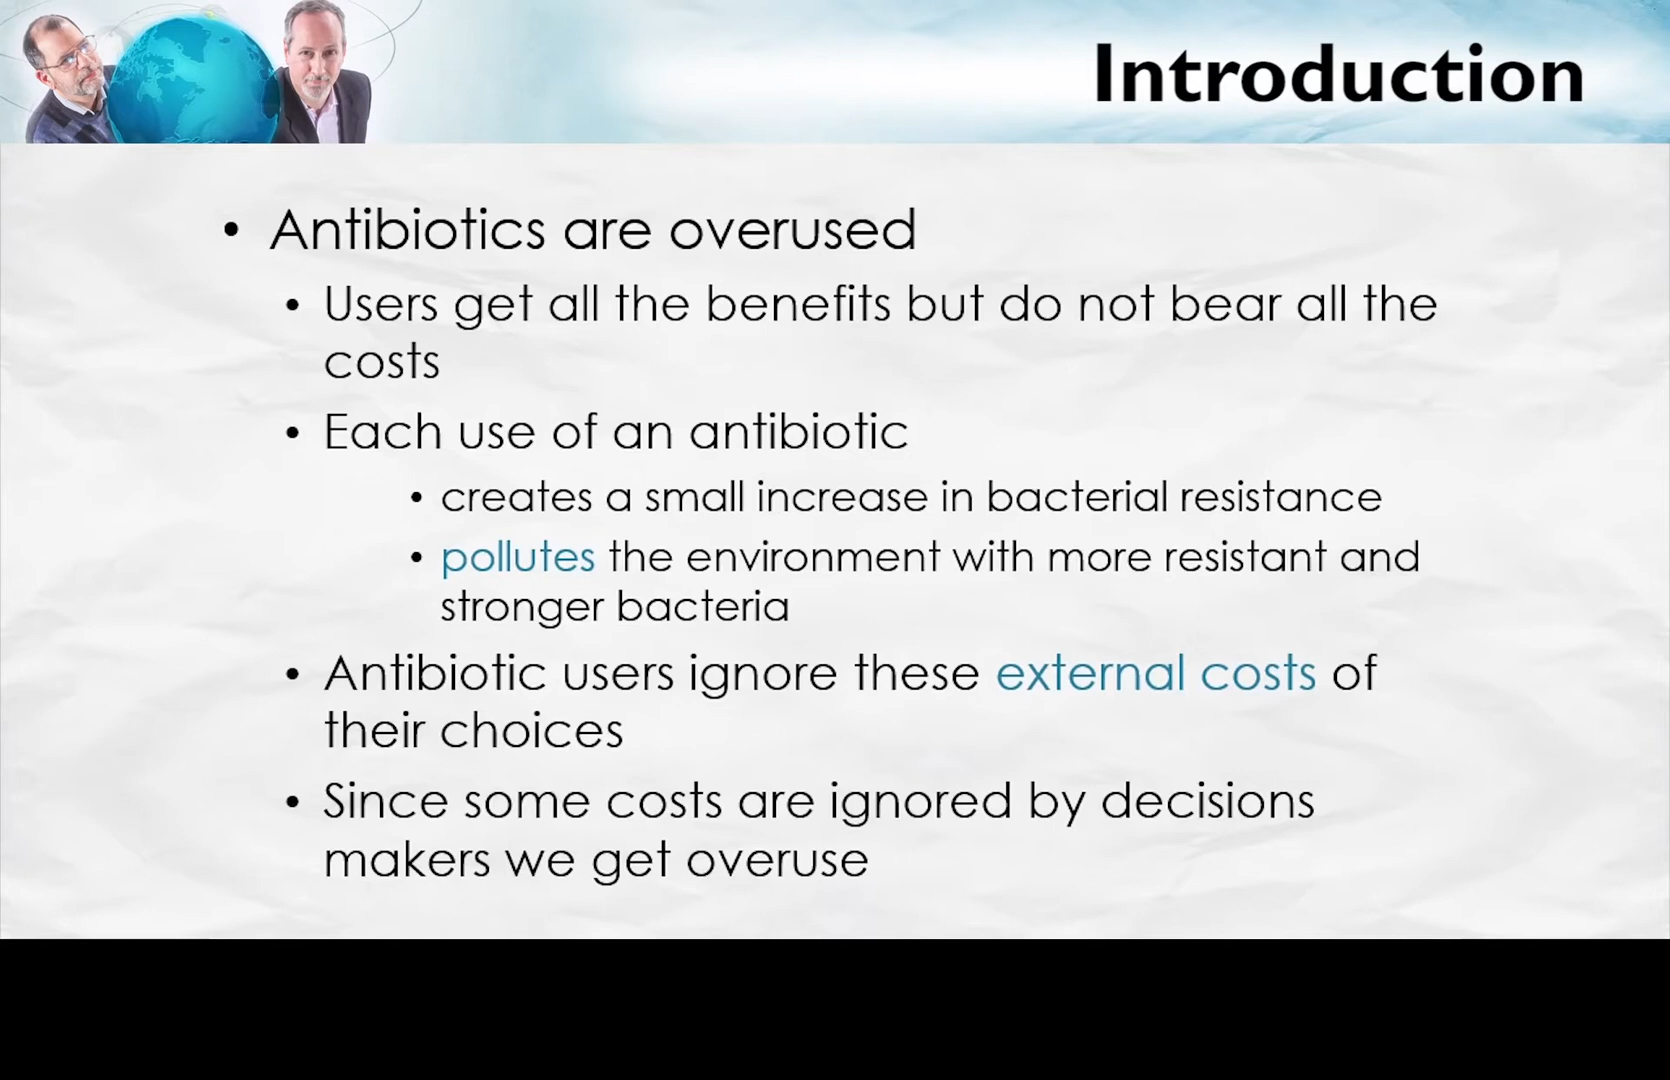 Introduction
• Antibiotics are overused
• Users get all the benefits but do not bear all the
costs
• Each use of an antibiotic
• creates a small increase in bacterial resistance
• pollutes the environment with more resistant and
stronger bacteria
• Antibiotic users ignore these external costs of
their choices
• Since some costs are ignored by decisions
makers we get overuse